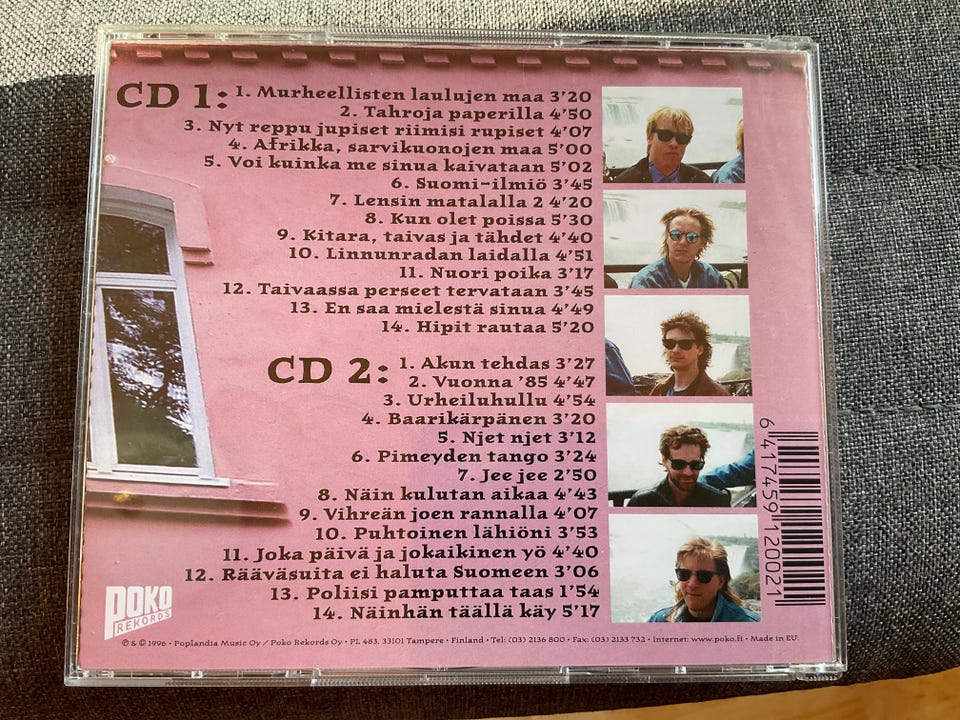 CD 1: 1. Murheellisten laulujen maa 3'20
2. Tahroja paperilla 4'50
3. Nyt reppu jupiset riimisi rupiset 4'07
4. Afrikka, sarvikuonojen maa 5'00
5. Voi kuinka me sinua kaivataan 5'02
6. Suomi-ilmiö 3'45
7. Lensin matalalla 2 4'20
8. Kun olet poissa 5'30
9. Kitara, taivas ja tähdet 4'40
10. Linnunradan laidalla 4'51
11. Nuori poika 3'17
12. Taivaassa perseet tervataan 3'45
13. En saa mielestä sinua 4'49
14. Hipit rautaa 5'20
CD 2: 1. Akun tehdas 3'27
2. Vuonna '85 4'47
3. Urheiluhullu 4'54
4. Baarikärpänen 3'20
5. Njet njet 3'12
6. Pimeyden tango 3'24
7. Jee jee 2'50
8. Näin kulutan aikaa 4'43
9. Vihreän joen rannalla 4'07
10. Puhtoinen lähiöni 3'53
11. Joka päivä ja jokaikinen yö 4'40
12. Rääväsuita ei haluta Suomeen 3'06
13. Poliisi pamputtaa taas 1'54
14. Näinhän täällä käy 5'17
6 417459 120021
POKO
REKORDS
℗ & © 1996 • Poplandia Music Oy / Poko Rekords Oy • PL 483, 33101 Tampere • Finland • Tel: (03) 2136 800 • Fax: (03) 2133 732 • Internet: www.poko.fi • Made in EU.